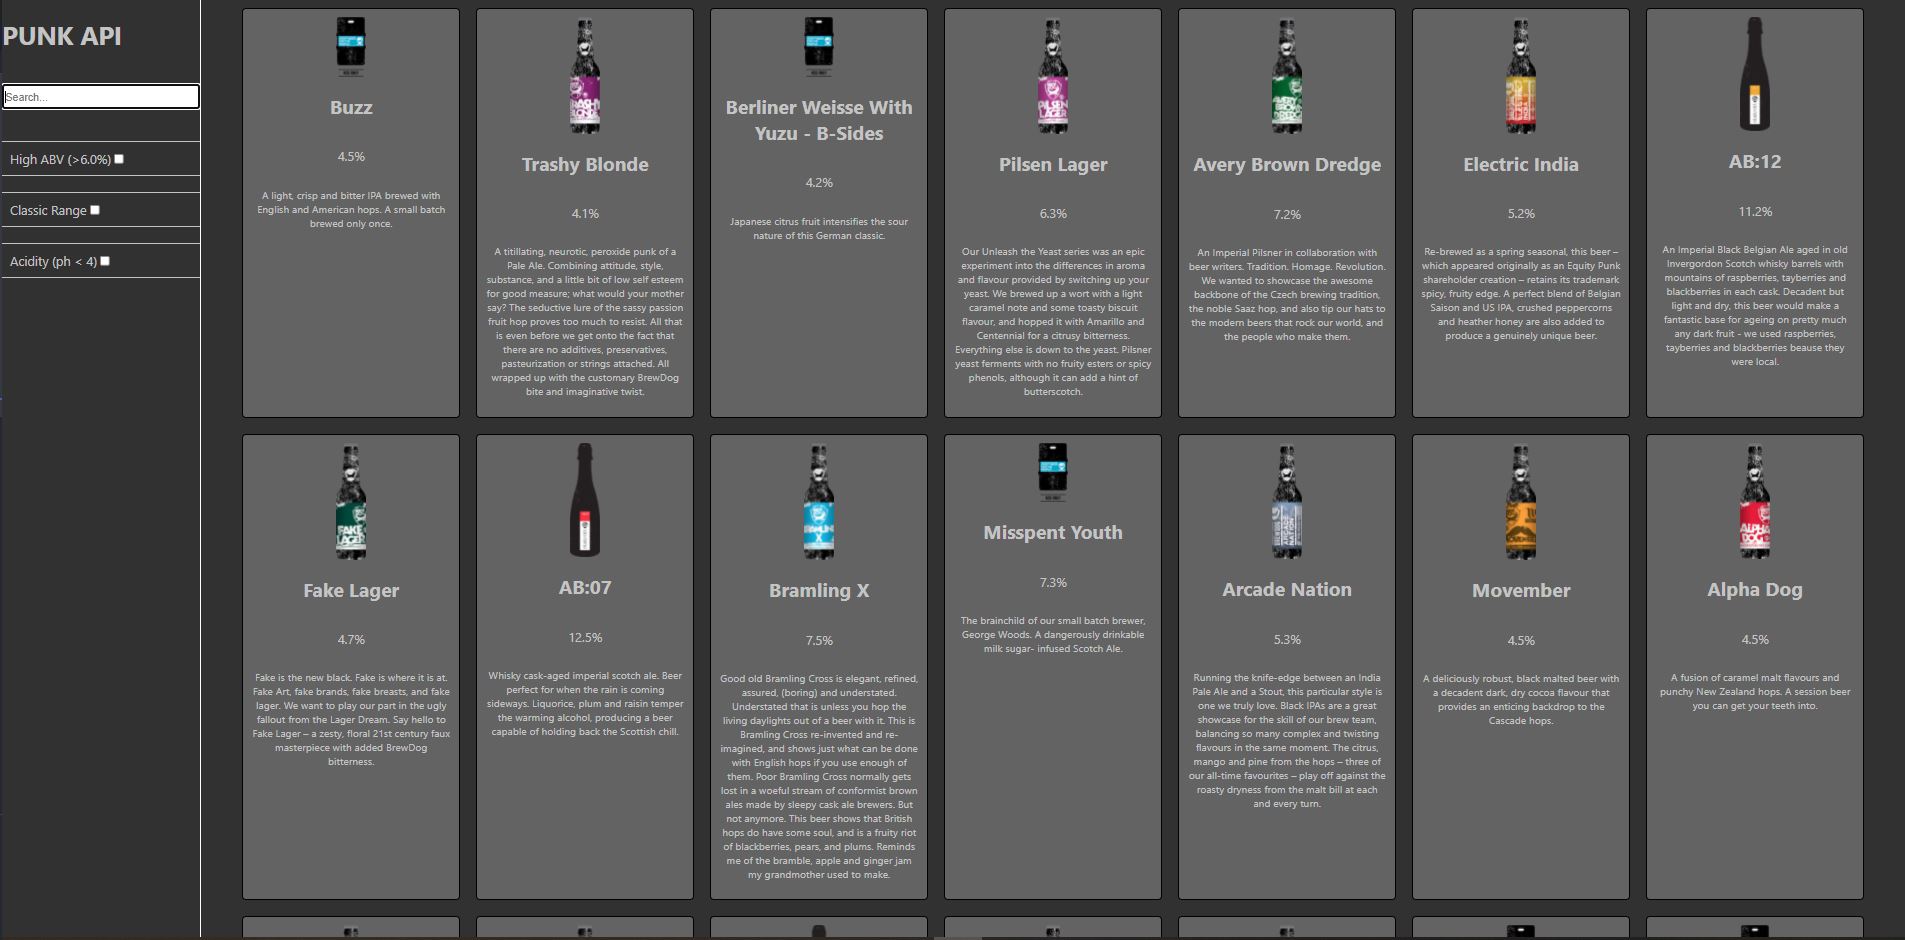 PUNK API
Search...
High ABV (>6.0%)
Classic Range
Acidity (ph < 4)
Buzz
4.5%
A light, crisp and bitter IPA brewed with
English and American hops. A small batch
brewed only once.
TRASHY
BLONDE
Trashy Blonde
4.1%
A titillating, neurotic, peroxide punk of a
Pale Ale. Combining attitude, style,
substance, and a little bit of low self esteem
for good measure; what would your mother
say? The seductive lure of the sassy passion
fruit hop proves too much to resist. All that
is even before we get onto the fact that
there are no additives, preservatives,
pasteurization or strings attached. All
wrapped up with the customary BrewDog
bite and imaginative twist.
Berliner Weisse With
Yuzu - B-Sides
4.2%
Japanese citrus fruit intensifies the sour
nature of this German classic.
PILSEN
LAGER
Pilsen Lager
6.3%
Our Unleash the Yeast series was an epic
experiment into the differences in aroma
and flavour provided by switching up your
yeast. We brewed up a wort with a light
caramel note and some toasty biscuit
flavour, and hopped it with Amarillo and
Centennial for a citrusy bitterness.
Everything else is down to the yeast. Pilsner
yeast ferments with no fruity esters or spicy
phenols, although it can add a hint of
butterscotch.
AVERY
BROWN
DREDGE
Avery Brown Dredge
7.2%
An Imperial Pilsner in collaboration with
beer writers. Tradition. Homage. Revolution.
We wanted to showcase the awesome
backbone of the Czech brewing tradition,
the noble Saaz hop, and also tip our hats to
the modern beers that rock our world, and
the people who make them.
Electric India
5.2%
Re-brewed as a spring seasonal, this beer –
which appeared originally as an Equity Punk
shareholder creation – retains its trademark
spicy, fruity edge. A perfect blend of Belgian
Saison and US IPA, crushed peppercorns
and heather honey are also added to
produce a genuinely unique beer.
AB:12
11.2%
An Imperial Black Belgian Ale aged in old
Invergordon Scotch whisky barrels with
mountains of raspberries, tayberries and
blackberries in each cask. Decadent but
light and dry, this beer would make a
fantastic base for ageing on pretty much
any dark fruit - we used raspberries,
tayberries and blackberries beause they
were local.
FAKE
LAGER
Fake Lager
4.7%
Fake is the new black. Fake is where it is at.
Fake Art, fake brands, fake breasts, and fake
lager. We want to play our part in the ugly
fallout from the Lager Dream. Say hello to
Fake Lager – a zesty, floral 21st century faux
masterpiece with added BrewDog
bitterness.
AB:07
12.5%
Whisky cask-aged imperial scotch ale. Beer
perfect for when the rain is coming
sideways. Liquorice, plum and raisin temper
the warming alcohol, producing a beer
capable of holding back the Scottish chill.
BRAMLING
X
Bramling X
7.5%
Good old Bramling Cross is elegant, refined,
assured, (boring) and understated.
Understated that is unless you hop the
living daylights out of a beer with it. This is
Bramling Cross re-invented and re-
imagined, and shows just what can be done
with English hops if you use enough of
them. Poor Bramling Cross normally gets
lost in a woeful stream of conformist brown
ales made by sleepy cask ale brewers. But
not anymore. This beer shows that British
hops do have some soul, and is a fruity riot
of blackberries, pears, and plums. Reminds
me of the bramble, apple and ginger jam
my grandmother used to make.
Misspent Youth
7.3%
The brainchild of our small batch brewer,
George Woods. A dangerously drinkable
milk sugar- infused Scotch Ale.
ARCADE
NATION
Arcade Nation
5.3%
Running the knife-edge between an India
Pale Ale and a Stout, this particular style is
one we truly love. Black IPAs are a great
showcase for the skill of our brew team,
balancing so many complex and twisting
flavours in the same moment. The citrus,
mango and pine from the hops – three of
our all-time favourites – play off against the
roasty dryness from the malt bill at each
and every turn.
Movember
4.5%
A deliciously robust, black malted beer with
a decadent dark, dry cocoa flavour that
provides an enticing backdrop to the
Cascade hops.
ALPHA
DOG
Alpha Dog
4.5%
A fusion of caramel malt flavours and
punchy New Zealand hops. A session beer
you can get your teeth into.